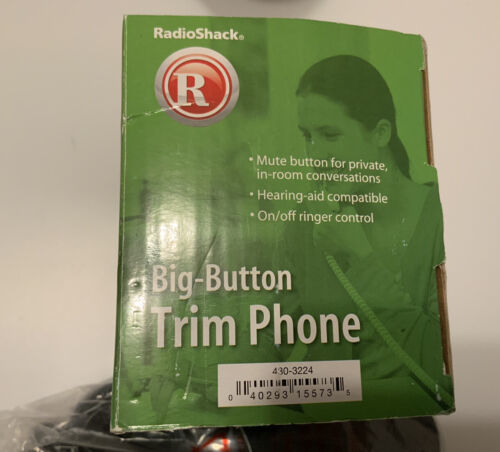 RadioShack®
R
• Mute button for private,
in-room conversations
• Hearing-aid compatible
• On/off ringer control
Big-Button
Trim Phone
430-3224
0 40293 15573 5